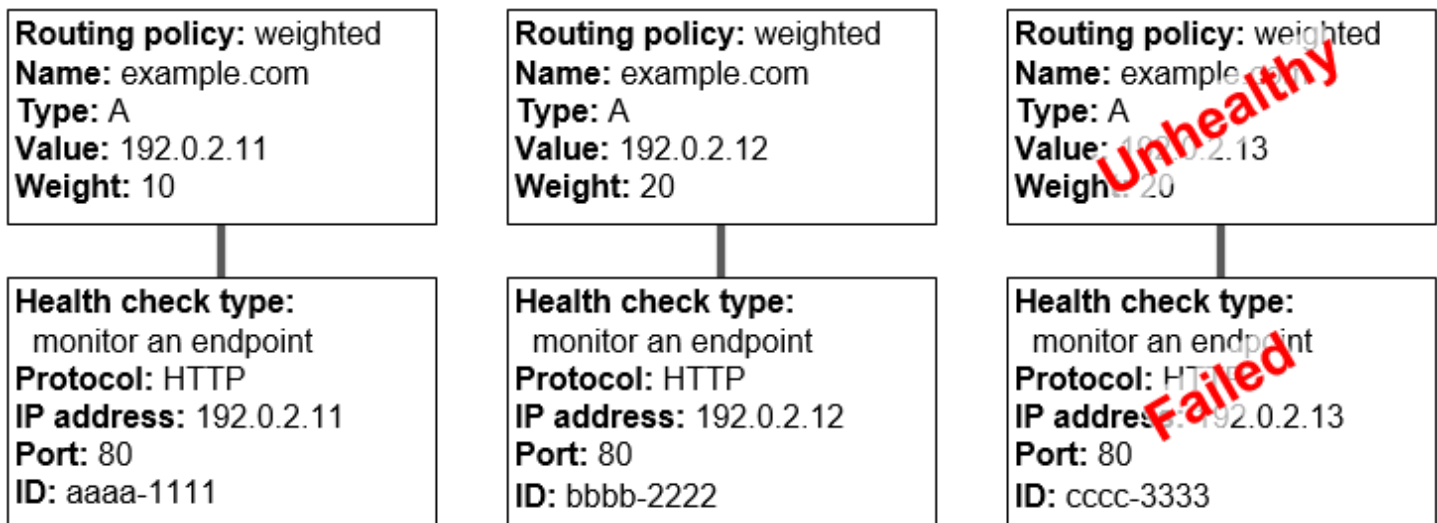 Routing policy: weighted
Name: example.com
Type: A
Value: 192.0.2.11
Weight: 10
Health check type:
monitor an endpoint
Protocol: HTTP
IP address: 192.0.2.11
Port: 80
ID: aaaa-1111
Routing policy: weighted
Name: example.com
Type: A
Value: 192.0.2.12
Weight: 20
Health check type:
monitor an endpoint
Protocol: HTTP
IP address: 192.0.2.12
Port: 80
ID: bbbb-2222
Routing policy: weighted
Name: example.com
Type: A
Value: 192.0.2.13
Weight: 20
Unhealthy
Health check type:
monitor an endpoint
Protocol: HTTP
IP address: 192.0.2.13
Port: 80
ID: cccc-3333
Failed